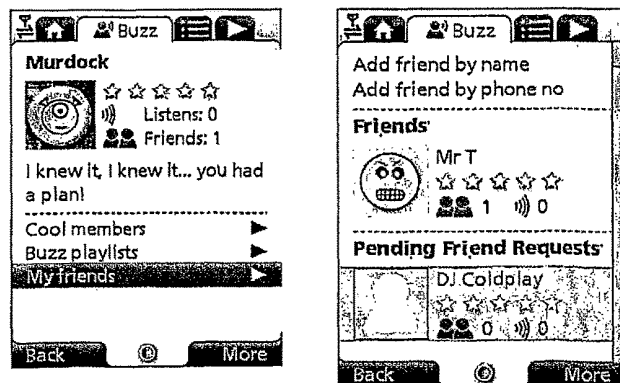 Buzz
Murdock
Listens: 0
Friends: 1
I knew it, I knew it... you had
a plan!
Cool members
Buzz playlists
My friends
Back
More
Buzz
Add friend by name
Add friend by phone no
Friends
Mr T
1 0
Pending Friend Requests
DJ Coldplay
0 0
Back
More